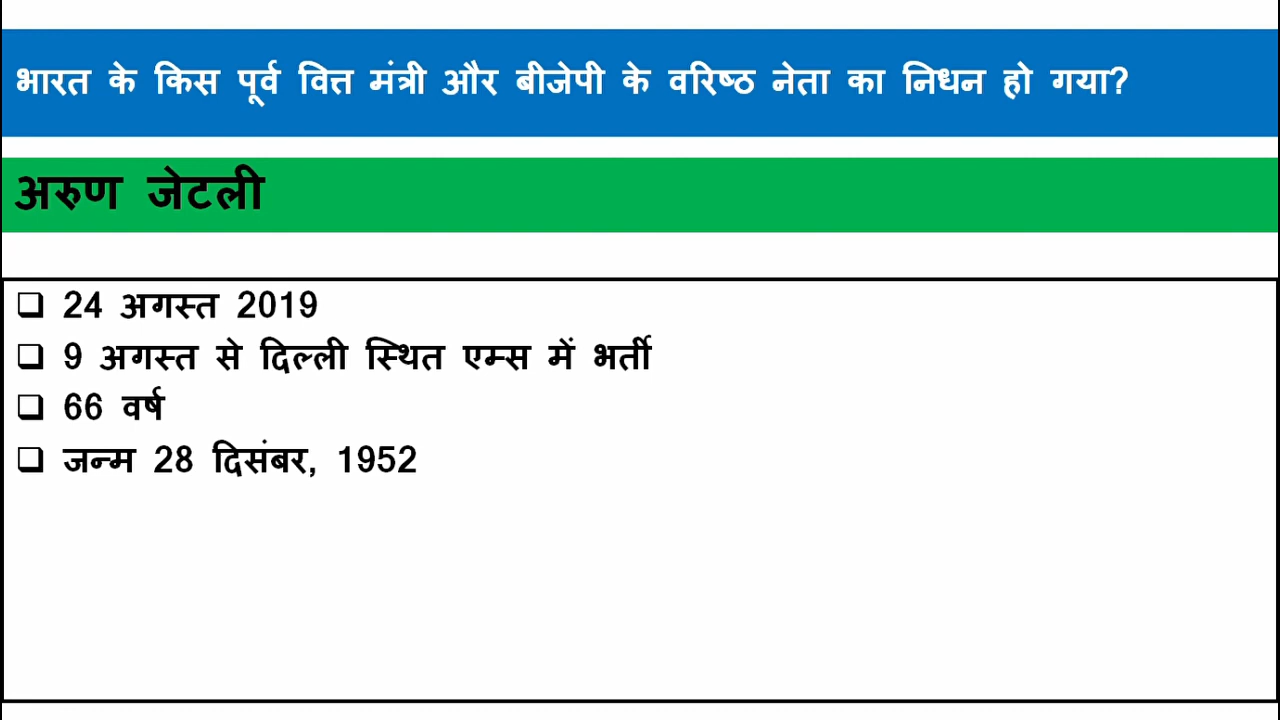 भारत के किस पूर्व वित्त मंत्री और बीजेपी के वरिष्ठ नेता का निधन हो गया?
अरुण जेटली
❑ 24 अगस्त 2019
❑ 9 अगस्त से दिल्ली स्थित एम्स में भर्ती
❑ 66 वर्ष
❑ जन्म 28 दिसंबर, 1952